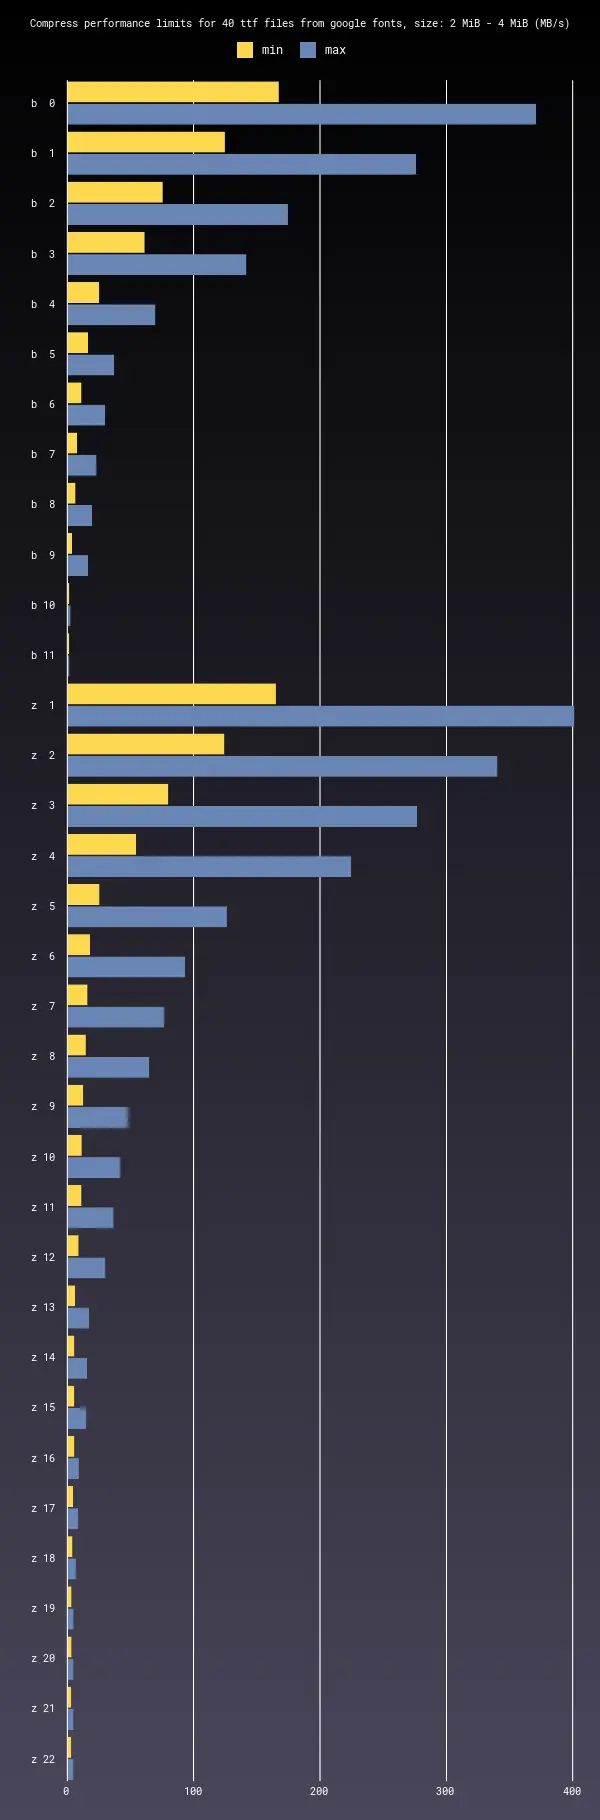 Compress performance limits for 40 ttf files from google fonts, size: 2 MiB - 4 MiB (MB/s)
min max
b 0
b 1
b 2
b 3
b 4
b 5
b 6
b 7
b 8
b 9
b 10
b 11
z 1
z 2
z 3
z 4
z 5
z 6
z 7
z 8
z 9
z 10
z 11
z 12
z 13
z 14
z 15
z 16
z 17
z 18
z 19
z 20
z 21
z 22
0 100 200 300 400